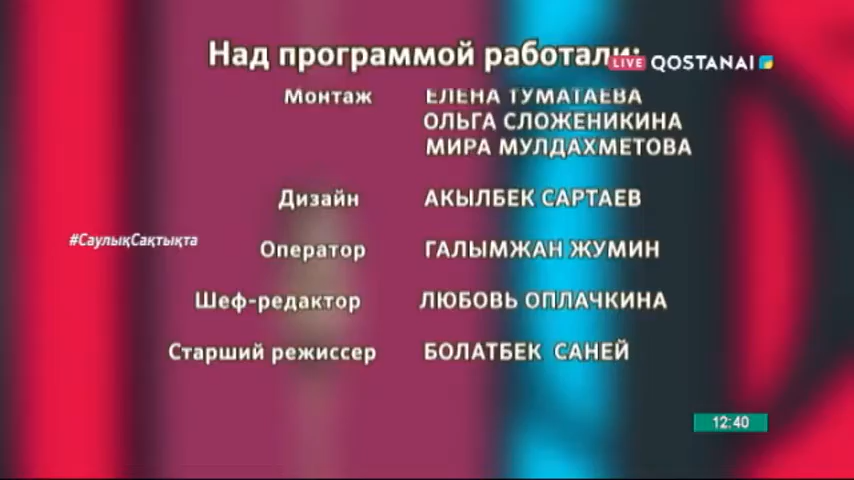 Над программой работали:
LIVE QOSTANAI
Монтаж ЕЛЕНА ТУМАТАЕВА
ОЛЬГА СЛОЖЕНИКИНА
МИРА МУЛДАХМЕТОВА
Дизайн АКЫЛБЕК САРТАЕВ
#СаулықСақтықта
Оператор ГАЛЫМЖАН ЖУМИН
Шеф-редактор ЛЮБОВЬ ОПЛАЧКИНА
Старший режиссер БОЛАТБЕК САНЕЙ
12:40